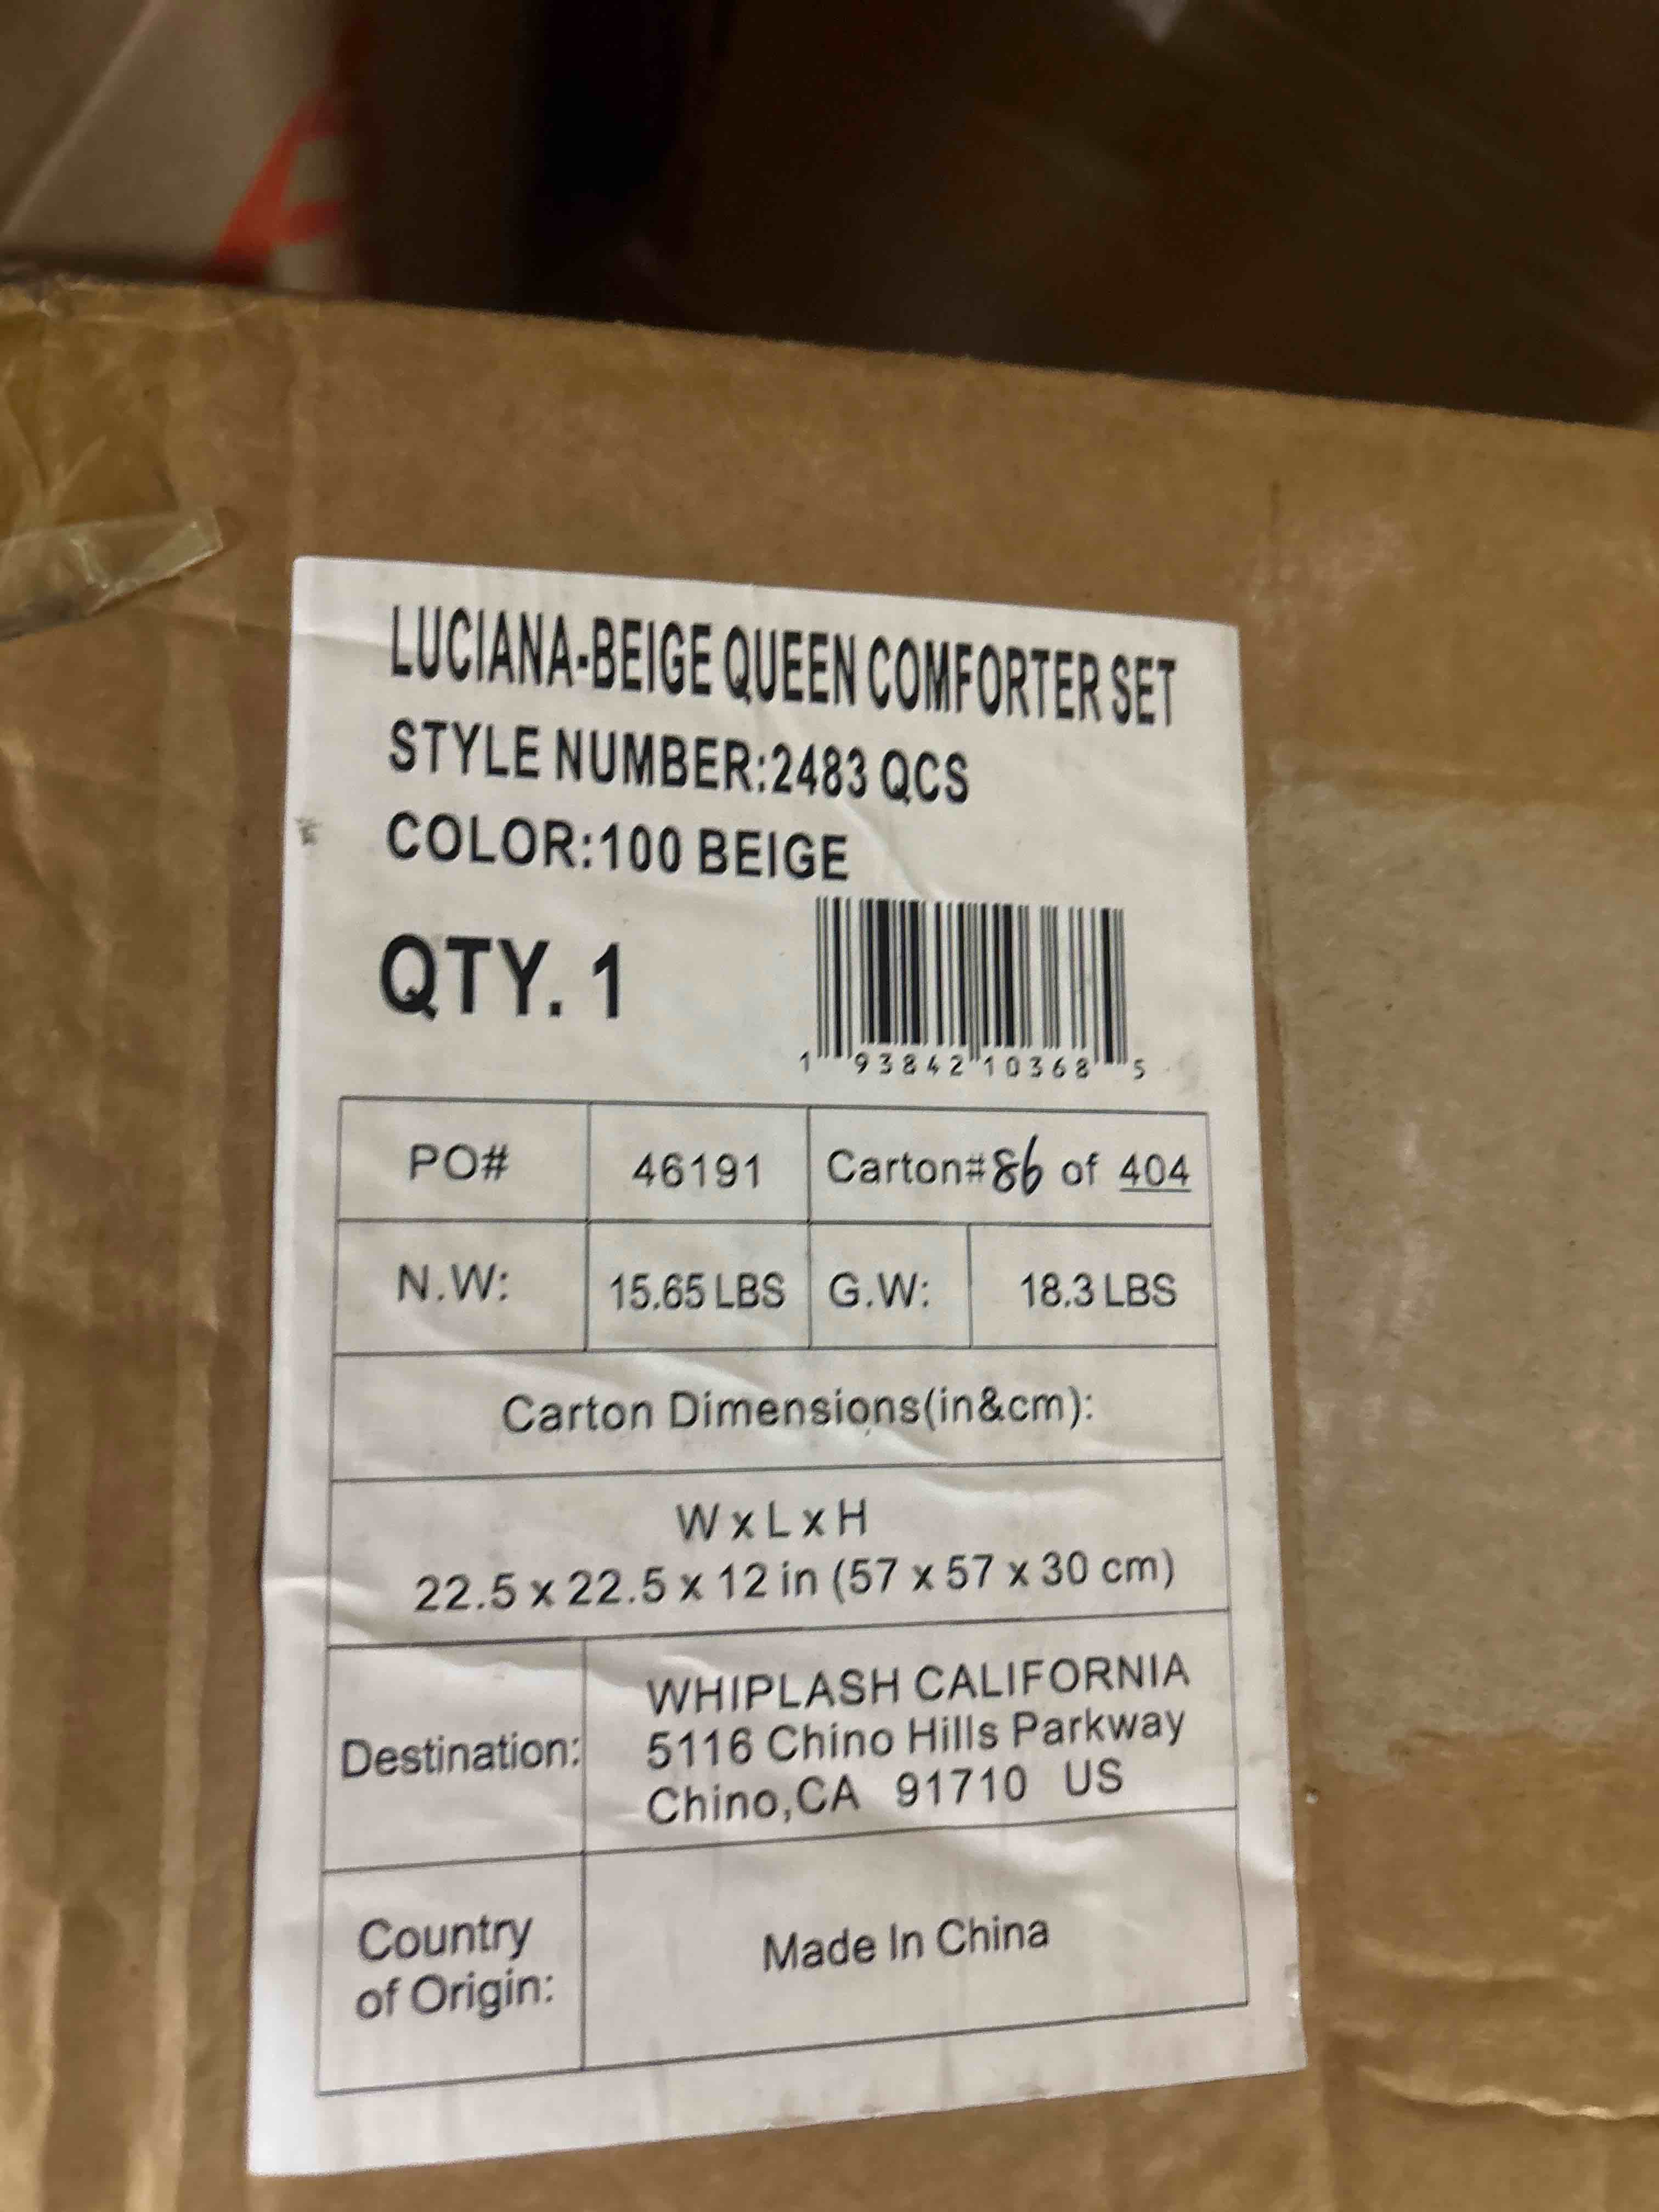 LUCIANA-BEIGE QUEEN COMFORTER SET
STYLE NUMBER:2483 QCS
COLOR:100 BEIGE
QTY. 1
1 93842 10368 5
PO# 46191 Carton# 86 of 404
N.W: 15.65 LBS G.W: 18.3 LBS
Carton Dimensions(in&cm):
W x L x H
22.5 x 22.5 x 12 in (57 x 57 x 30 cm)
Destination:
WHIPLASH CALIFORNIA
5116 Chino Hills Parkway
Chino,CA 91710 US
Country
of Origin:
Made In China